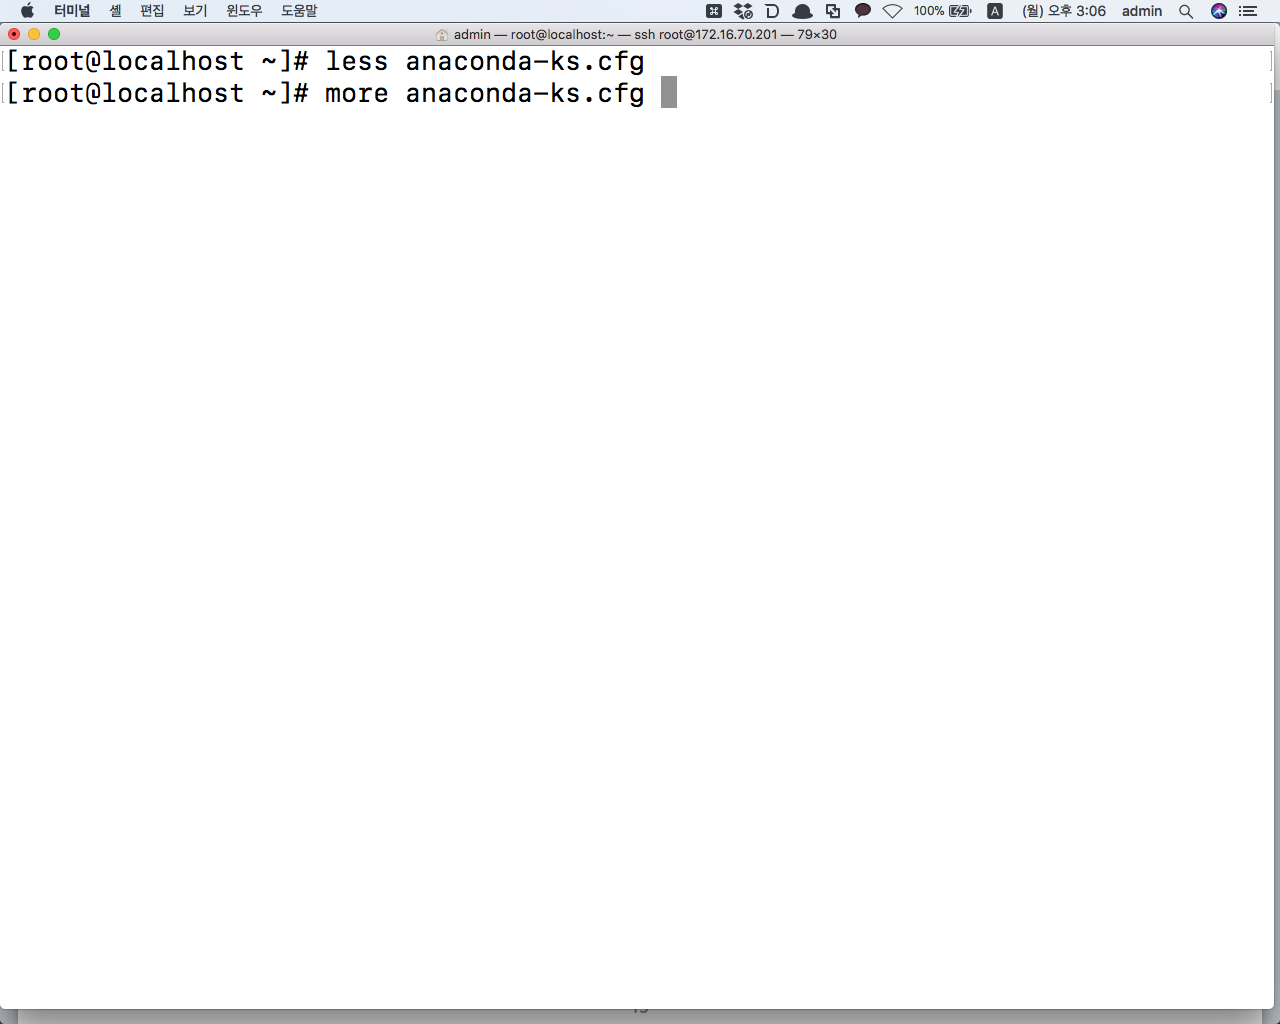 터미널 셸 편집 보기 윈도우 도움말 100% A (월) 오후 3:06 admin
admin — root@localhost:~ — ssh root@172.16.70.201 — 79×30
[root@localhost ~]# less anaconda-ks.cfg
[root@localhost ~]# more anaconda-ks.cfg